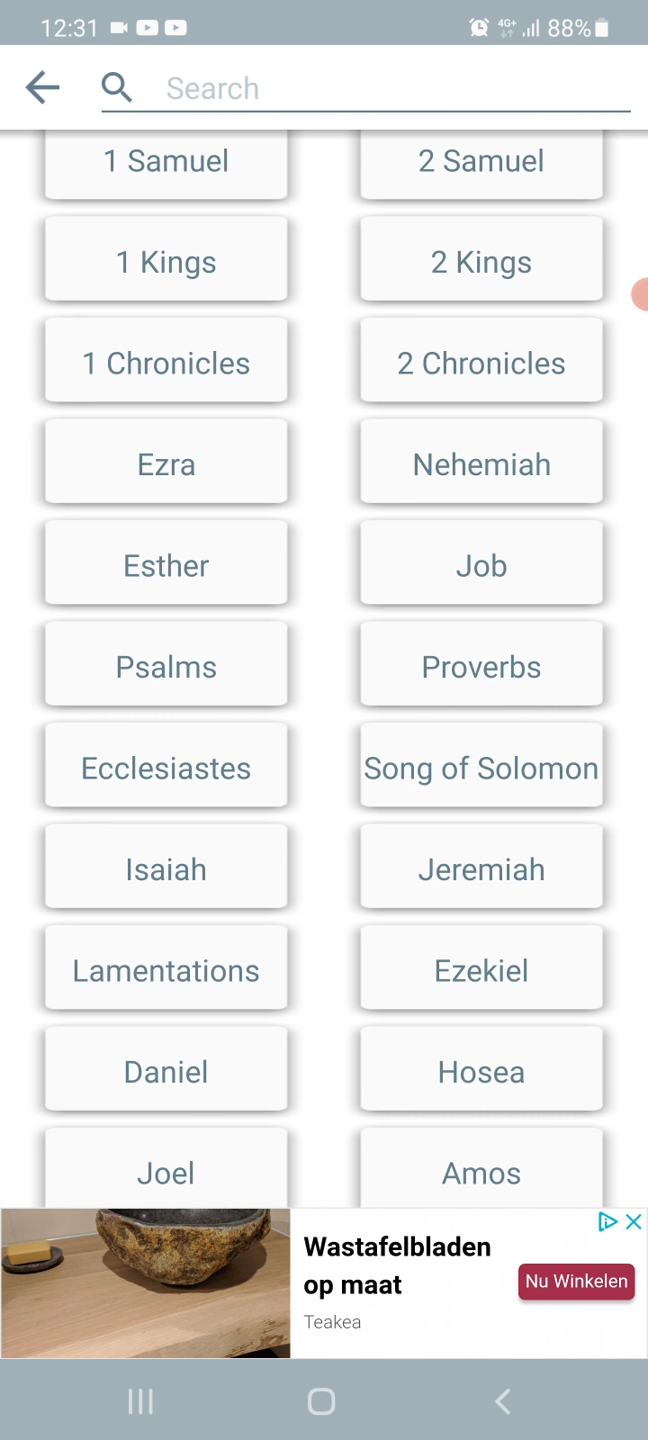 12:31 4G+ 88%
Search
1 Samuel 2 Samuel
1 Kings 2 Kings
1 Chronicles 2 Chronicles
Ezra Nehemiah
Esther Job
Psalms Proverbs
Ecclesiastes Song of Solomon
Isaiah Jeremiah
Lamentations Ezekiel
Daniel Hosea
Joel Amos
Wastafelbladen
op maat
Nu Winkelen
Teakea